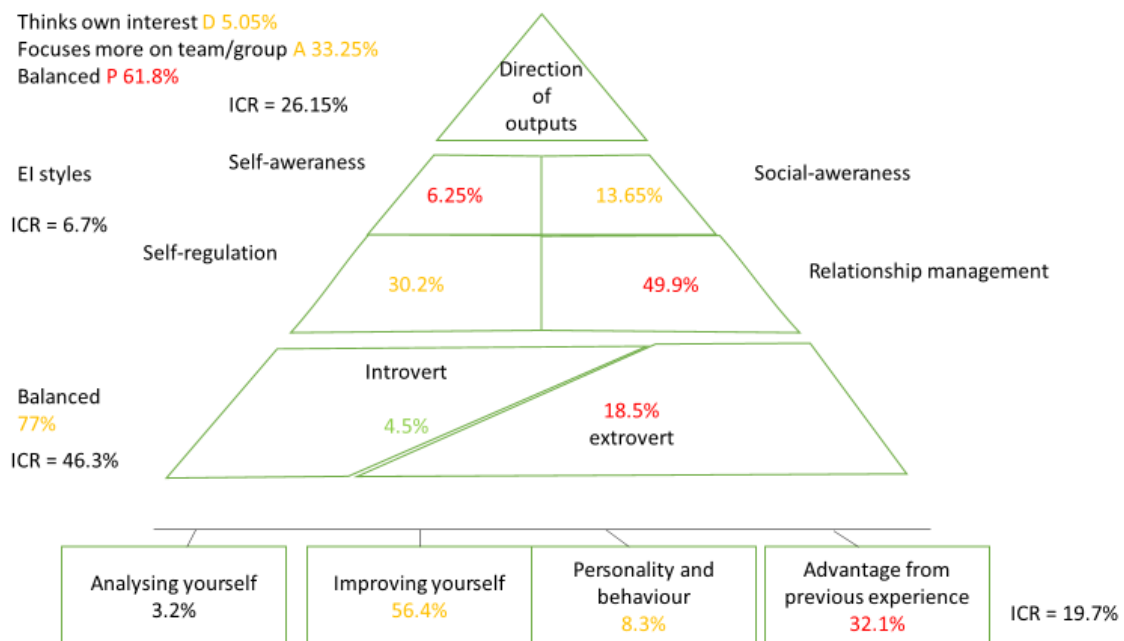 Thinks own interest D 5.05%
Focuses more on team/group A 33.25%
Balanced P 61.8%
ICR = 26.15%
Direction
of
outputs
EI styles
ICR = 6.7%
Self-aweraness
6.25%
13.65%
Social-aweraness
Self-regulation
30.2%
49.9%
Relationship management
Balanced
77%
ICR = 46.3%
Introvert
4.5%
18.5%
extrovert
Analysing yourself
3.2%
Improving yourself
56.4%
Personality and
behaviour
8.3%
Advantage from
previous experience
32.1%
ICR = 19.7%